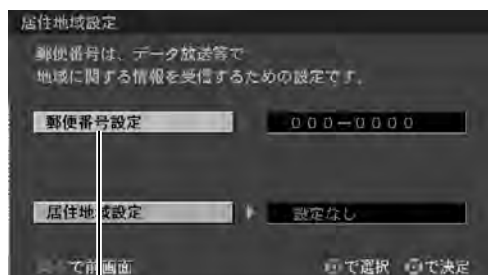 居住地域設定
郵便番号は、データ放送等で
地域に関する情報を受信するための設定です。
郵便番号設定 000-0000
居住地域設定 設定なし
で前画面 で選択 で決定